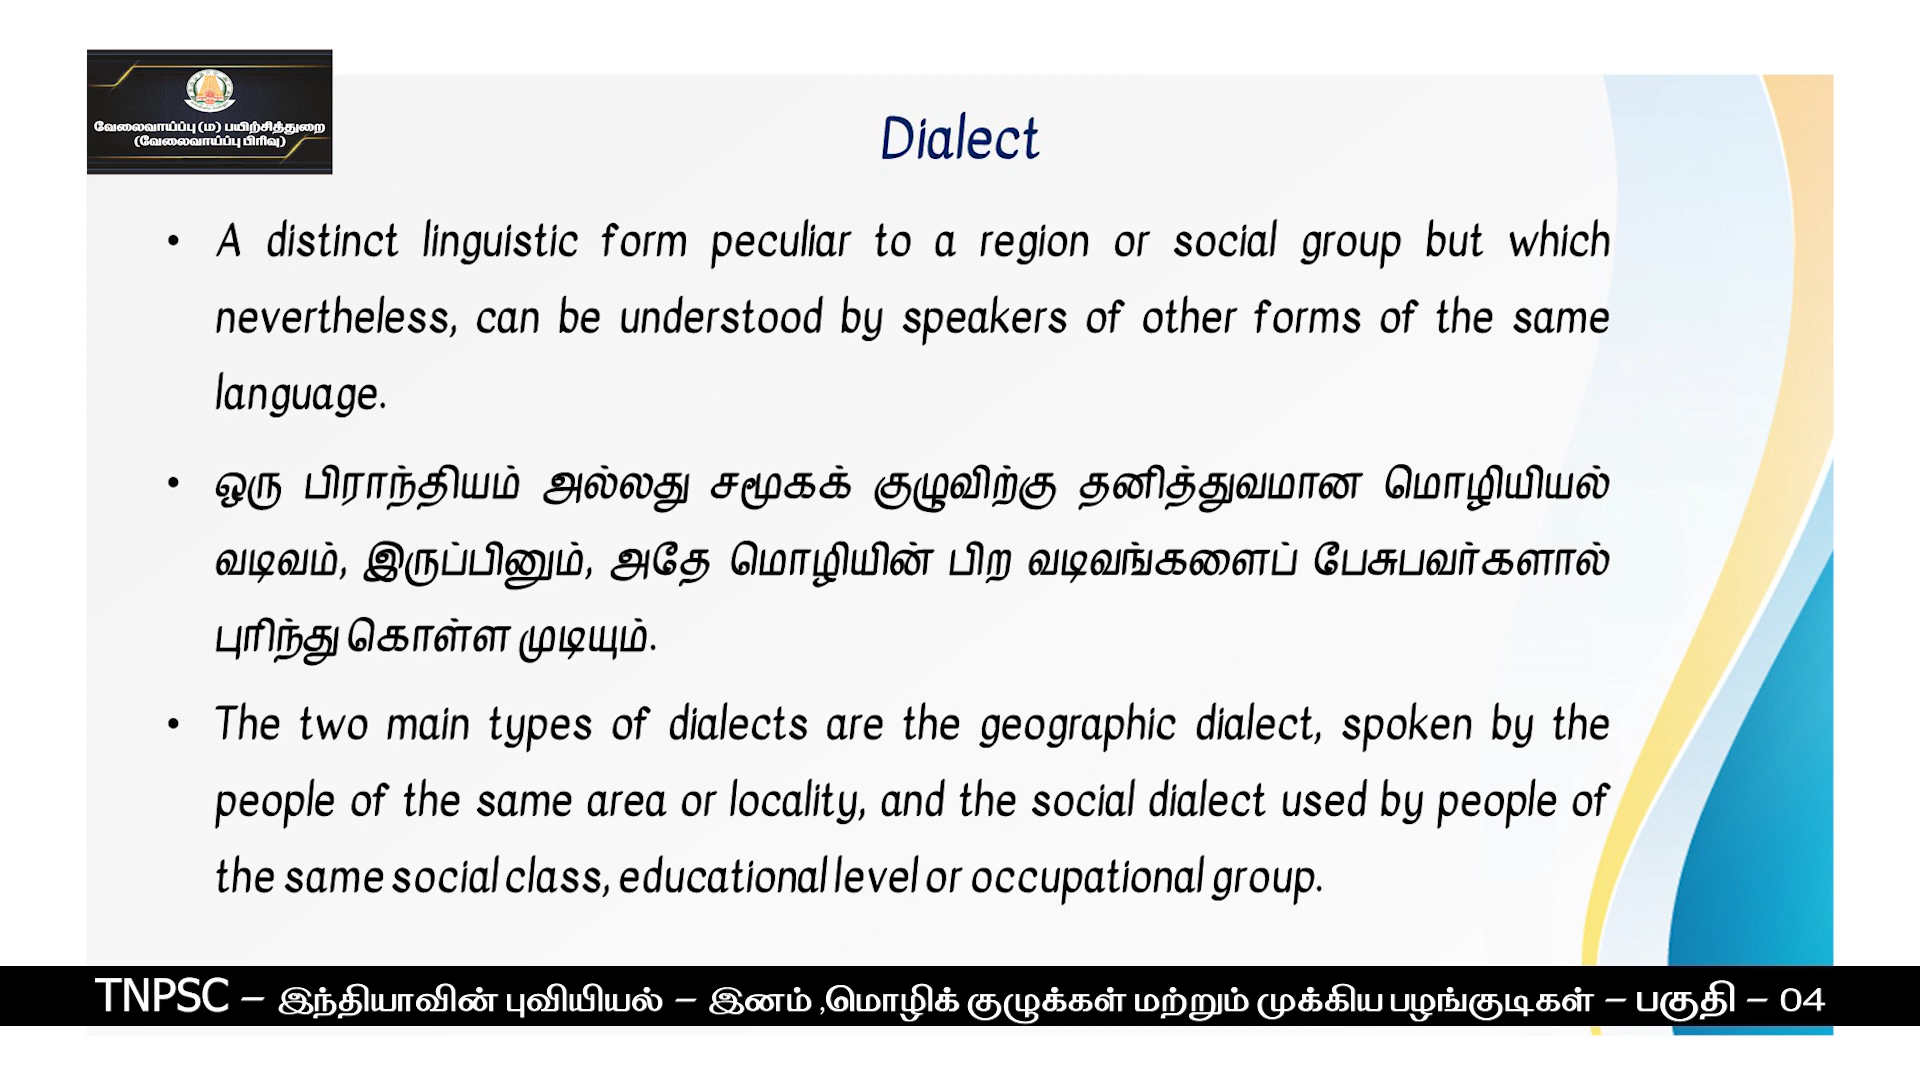 வேலைவாய்ப்பு (ம) பயிற்சித்துறை
(வேலைவாய்ப்பு பிரிவு)
Dialect
• A distinct linguistic form peculiar to a region or social group but which
nevertheless, can be understood by speakers of other forms of the same
language.
• ஒரு பிராந்தியம் அல்லது சமூகக் குழுவிற்கு தனித்துவமான மொழியியல்
வடிவம், இருப்பினும், அதே மொழியின் பிற வடிவங்களைப் பேசுபவர்களால்
புரிந்து கொள்ள முடியும்.
• The two main types of dialects are the geographic dialect, spoken by the
people of the same area or locality, and the social dialect used by people of
the same social class, educational level or occupational group.
TNPSC – இந்தியாவின் புவியியல் – இனம் ,மொழிக் குழுக்கள் மற்றும் முக்கிய பழங்குடிகள் – பகுதி – 04